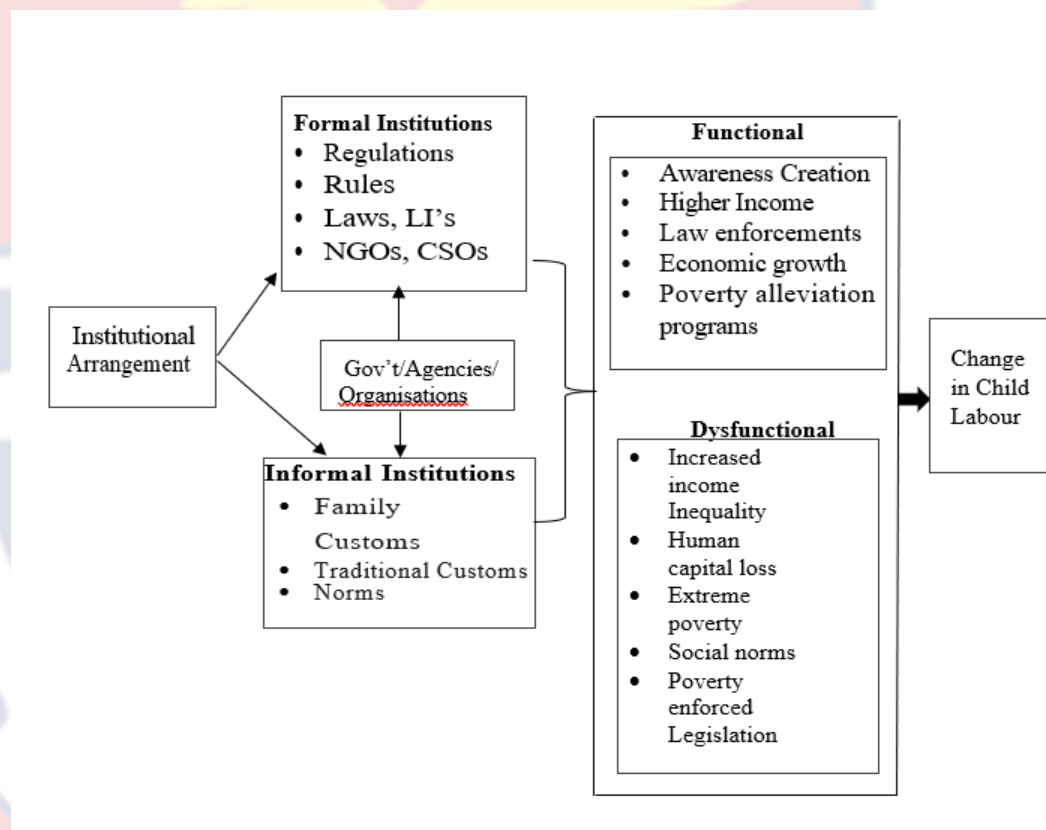 Institutional
Arrangement
Formal Institutions
• Regulations
• Rules
• Laws, LI's
• NGOs, CSOs
Gov't/Agencies/
Organisations
Informal Institutions
• Family
Customs
• Traditional Customs
• Norms
Functional
• Awareness Creation
• Higher Income
• Law enforcements
• Economic growth
• Poverty alleviation
programs
Dysfunctional
• Increased
income
Inequality
• Human
capital loss
• Extreme
poverty
• Social norms
• Poverty
enforced
Legislation
Change
in Child
Labour